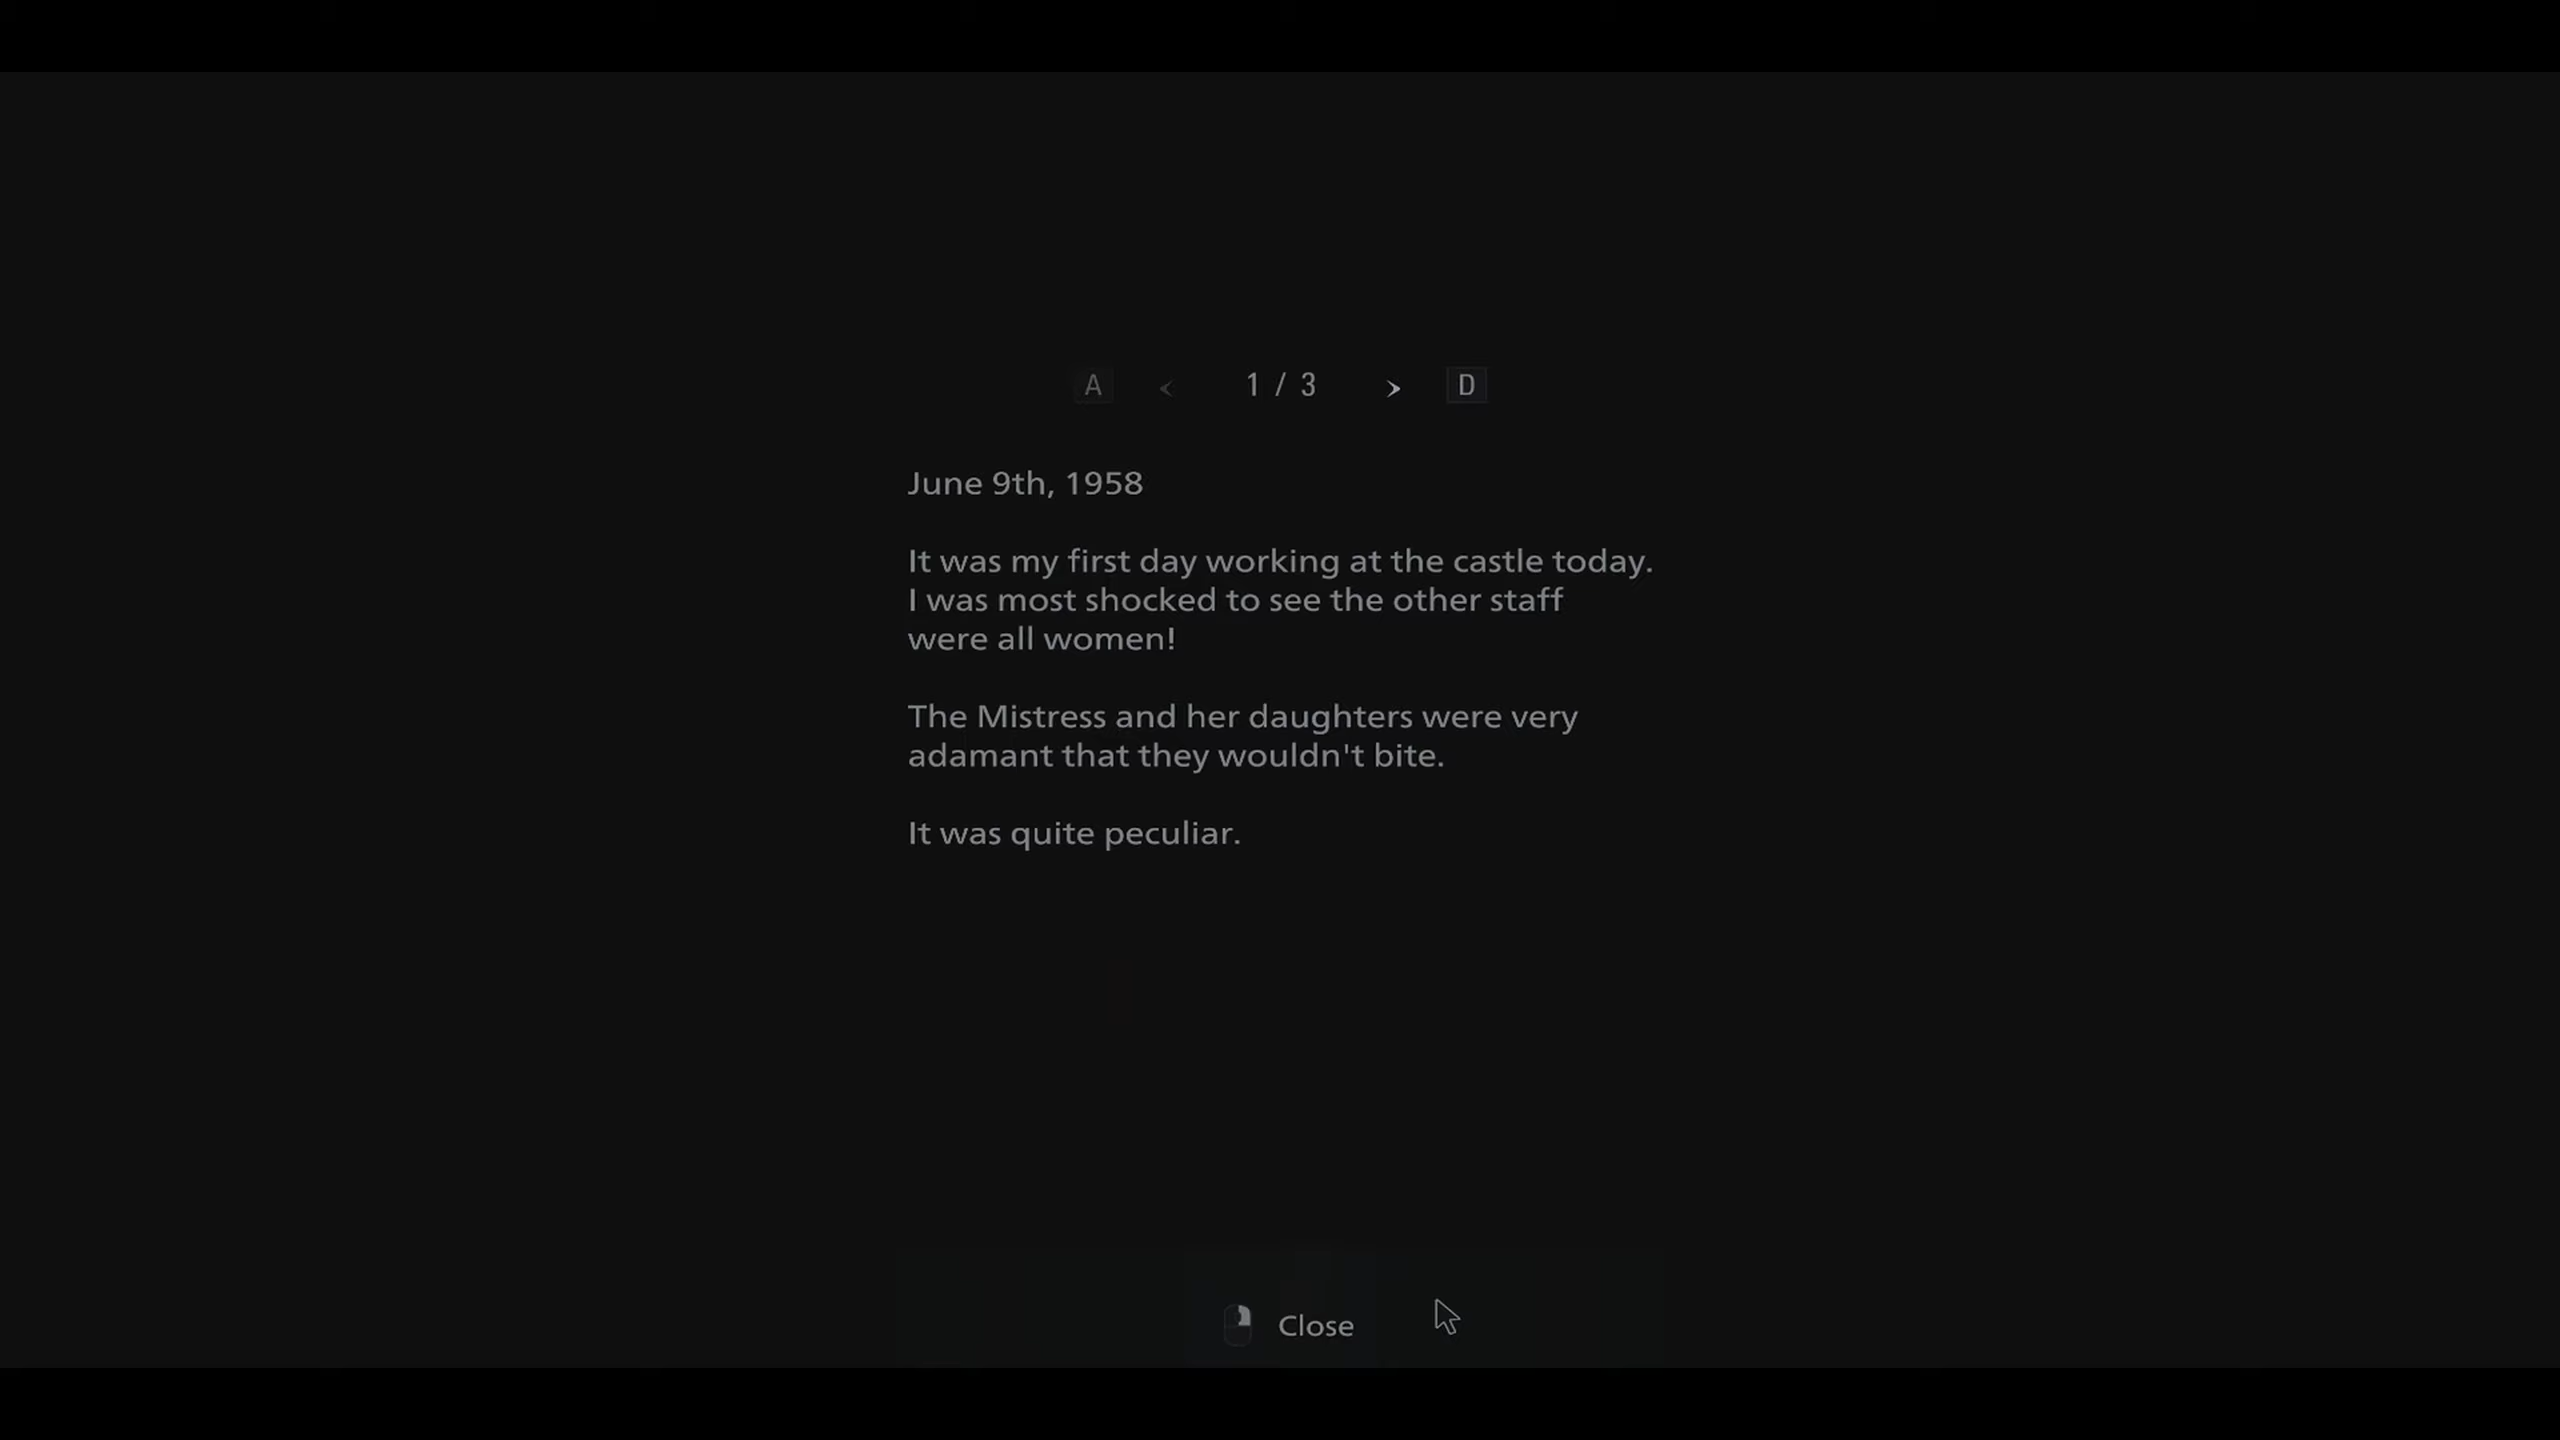 A < 1 / 3 > D
June 9th, 1958
It was my first day working at the castle today.
I was most shocked to see the other staff
were all women!
The Mistress and her daughters were very
adamant that they wouldn't bite.
It was quite peculiar.
Close